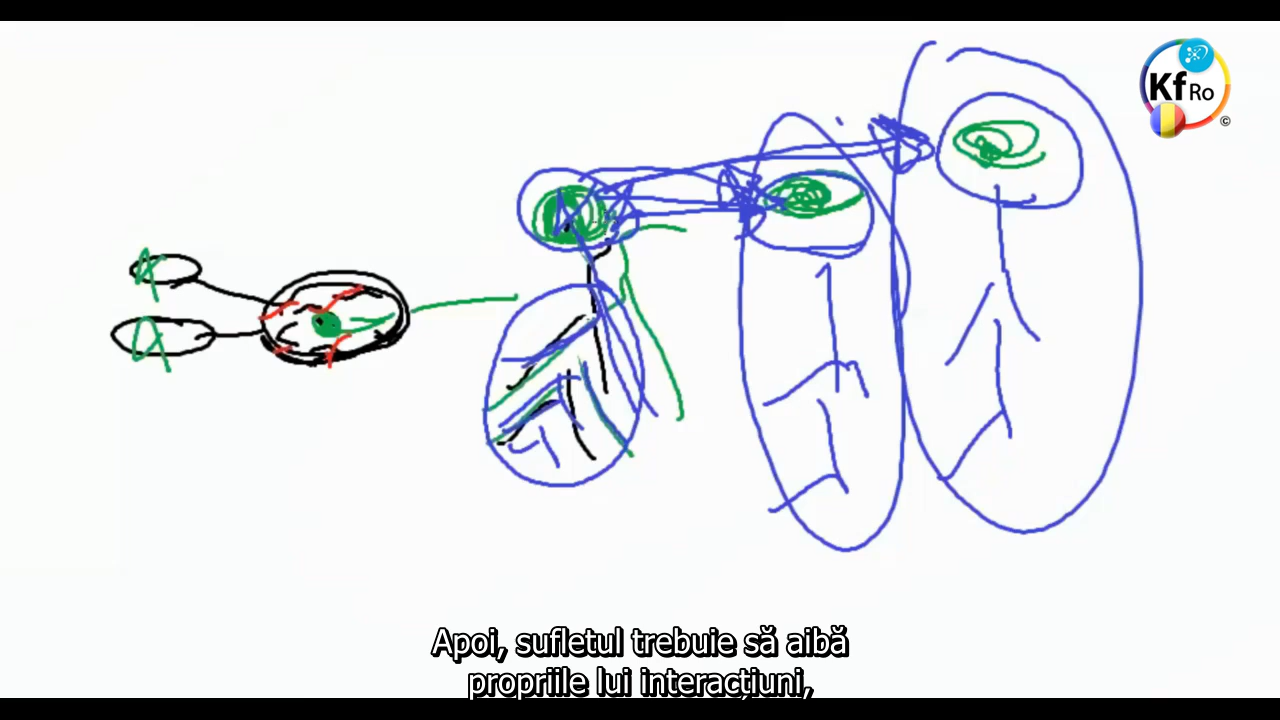 Kf Ro
©
Apoi, sufletul trebuie să aibă
propriile lui interacțiuni,